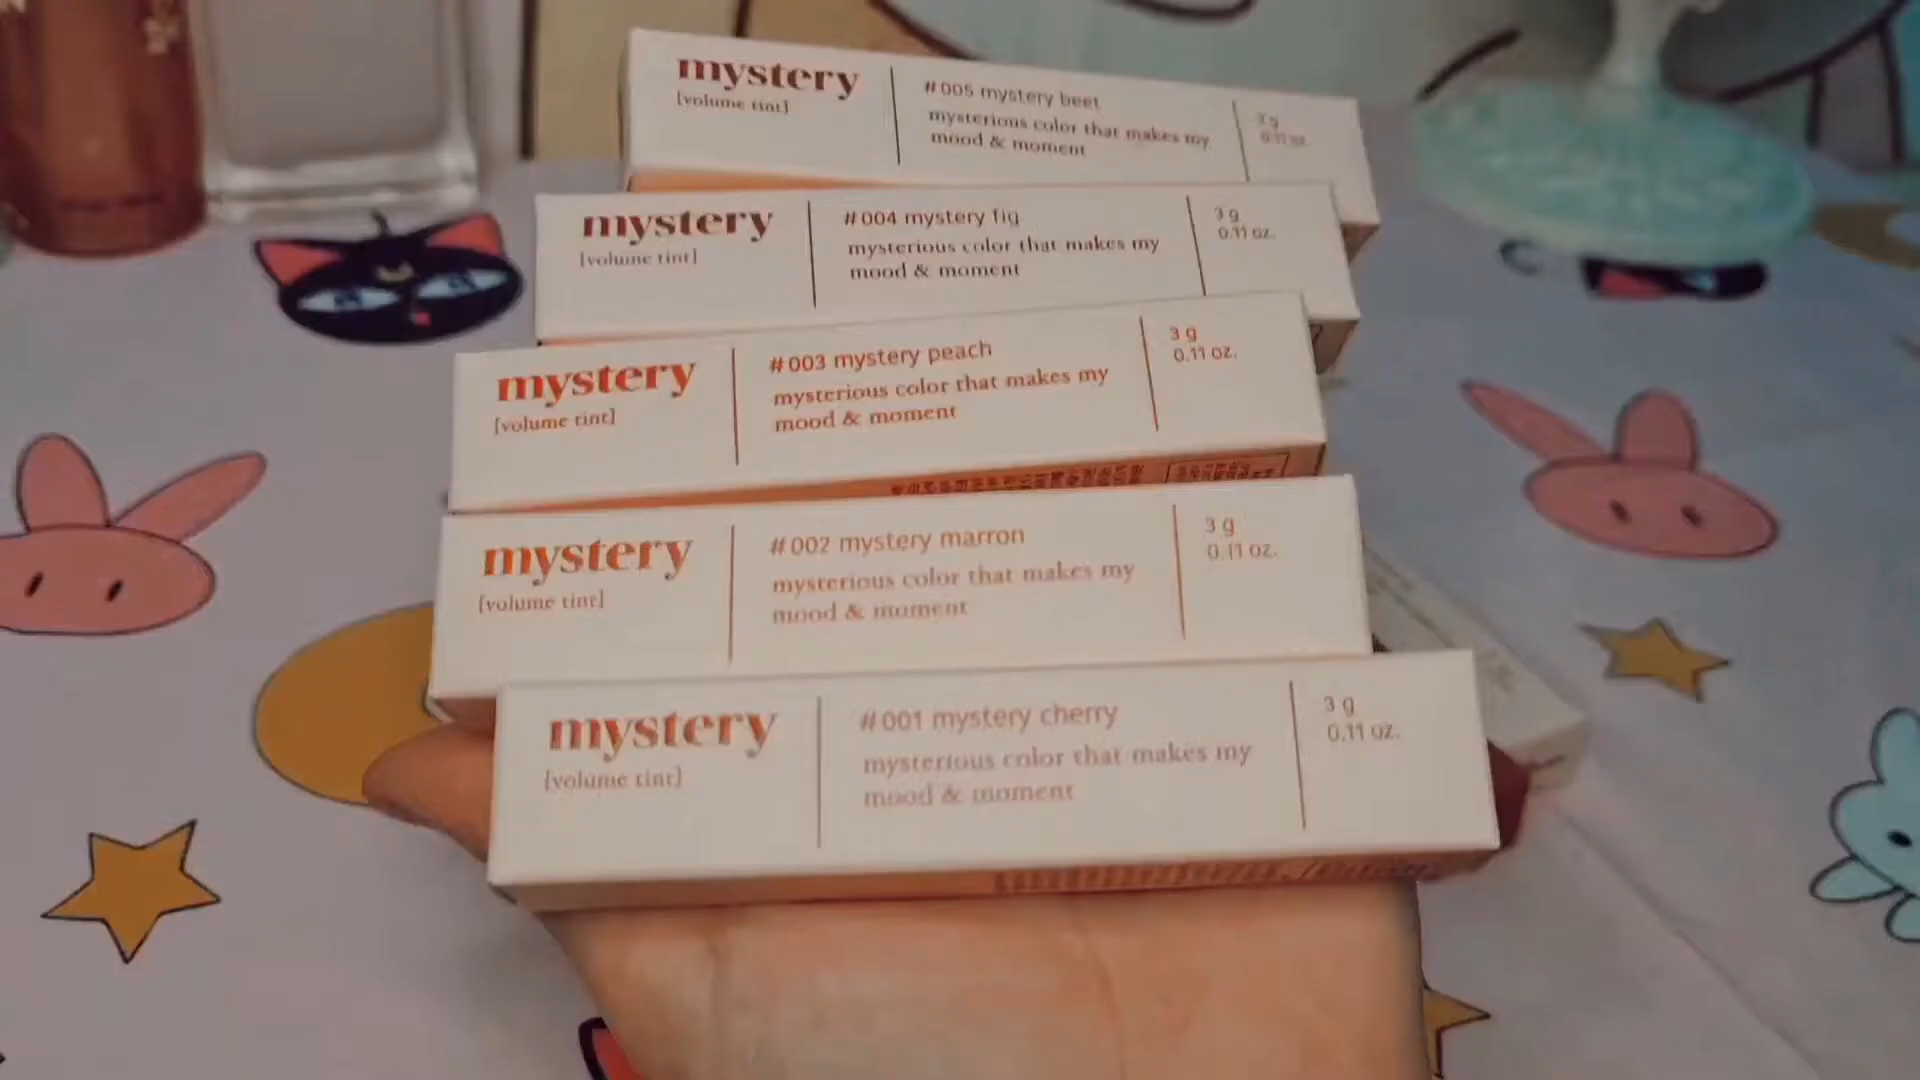 mystery
[volume tint]
#005 mystery beet
mysterious color that makes my
mood & moment
3 g
0.11 oz.
mystery
[volume tint]
#004 mystery fig
mysterious color that makes my
mood & moment
3 g
0.11 oz.
mystery
[volume tint]
#003 mystery peach
mysterious color that makes my
mood & moment
3 g
0.11 oz.
mystery
[volume tint]
#002 mystery marron
mysterious color that makes my
mood & moment
3 g
0.11 oz.
mystery
[volume tint]
#001 mystery cherry
mysterious color that makes my
mood & moment
3 g
0.11 oz.